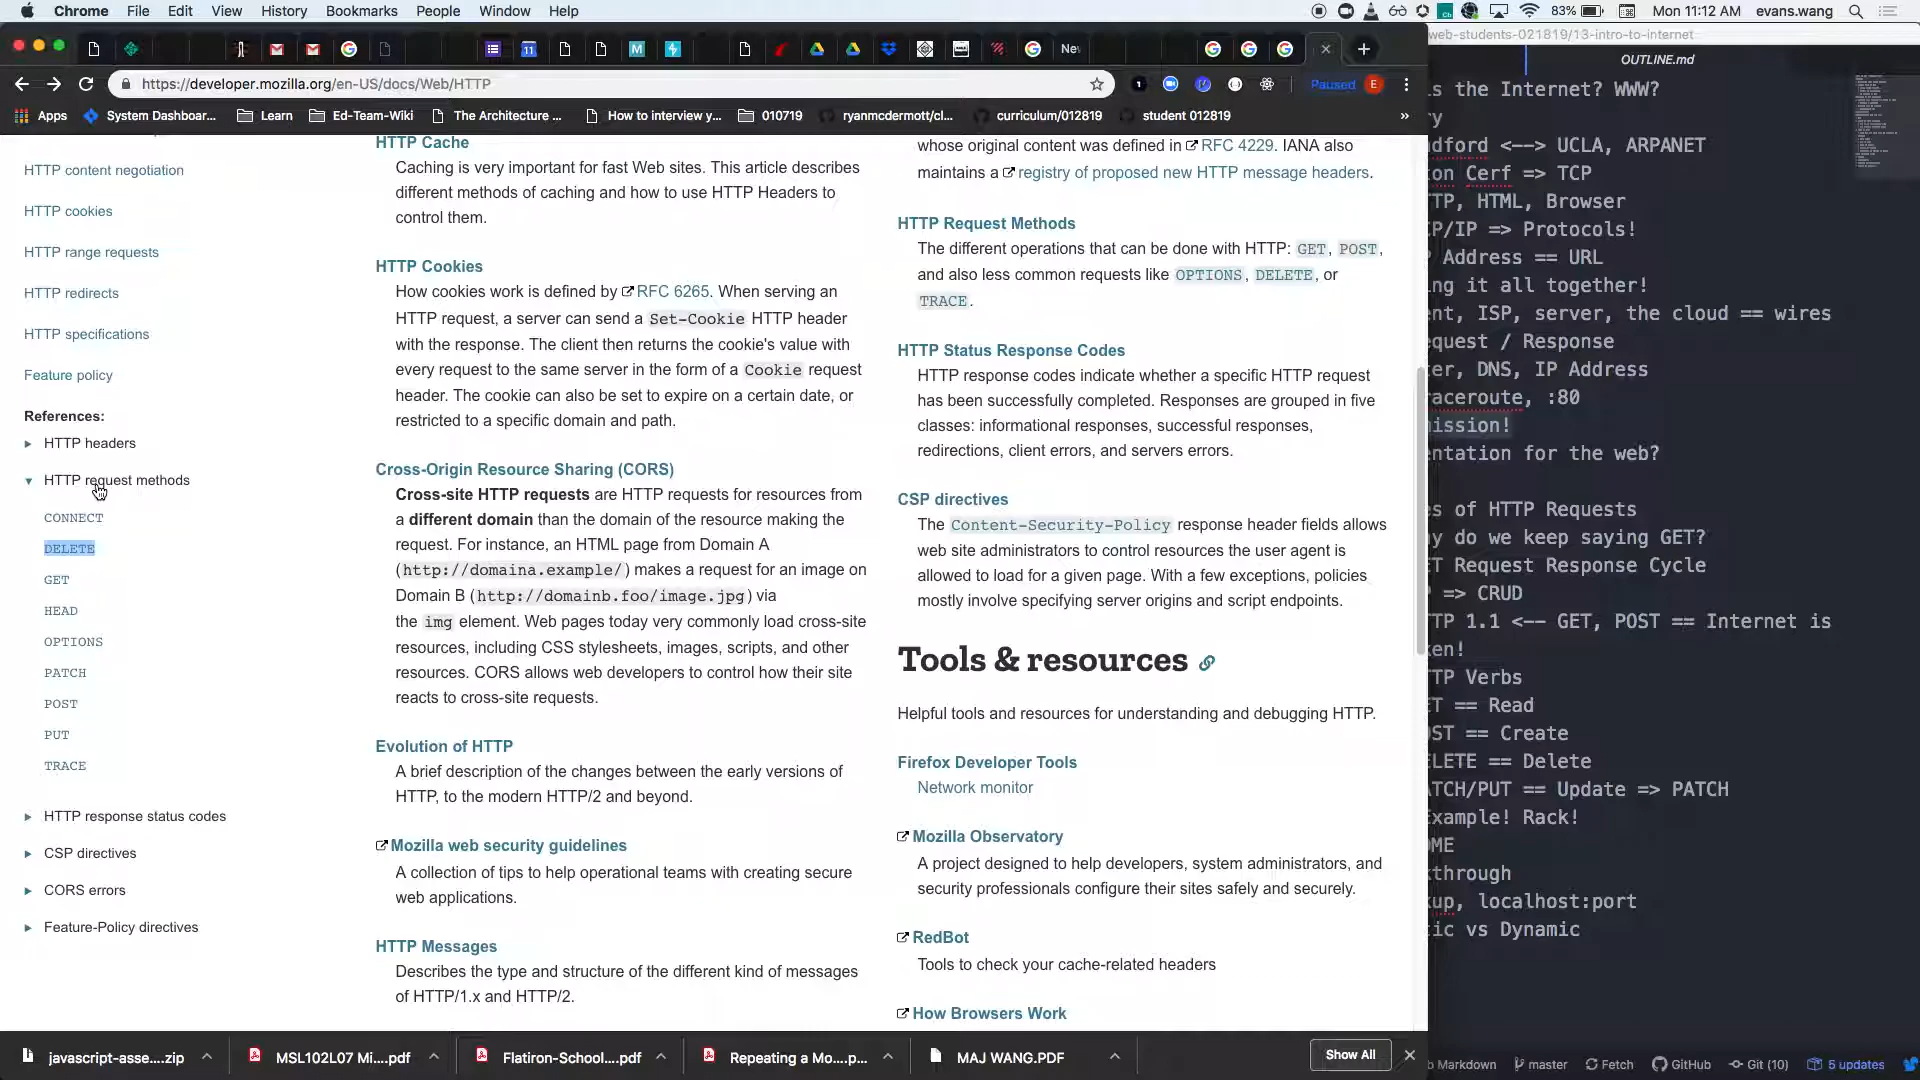 Chrome File Edit View History Bookmarks People Window Help
83% Mon 11:12 AM evans.wang
New
https://developer.mozilla.org/en-US/docs/Web/HTTP
Paused E
Apps System Dashboar... Learn Ed-Team-Wiki The Architecture ... How to interview y... 010719 ryanmcdermott/cl... curriculum/012819 student 012819 »
HTTP content negotiation
HTTP cookies
HTTP range requests
HTTP redirects
HTTP specifications
Feature policy
References:
HTTP headers
HTTP request methods
CONNECT
DELETE
GET
HEAD
OPTIONS
PATCH
POST
PUT
TRACE
HTTP response status codes
CSP directives
CORS errors
Feature-Policy directives
HTTP Cache
Caching is very important for fast Web sites. This article describes
different methods of caching and how to use HTTP Headers to
control them.
HTTP Cookies
How cookies work is defined by RFC 6265. When serving an
HTTP request, a server can send a Set-Cookie HTTP header
with the response. The client then returns the cookie's value with
every request to the same server in the form of a Cookie request
header. The cookie can also be set to expire on a certain date, or
restricted to a specific domain and path.
Cross-Origin Resource Sharing (CORS)
Cross-site HTTP requests are HTTP requests for resources from
a different domain than the domain of the resource making the
request. For instance, an HTML page from Domain A
(http://domaina.example/) makes a request for an image on
Domain B (http://domainb.foo/image.jpg) via
the img element. Web pages today very commonly load cross-site
resources, including CSS stylesheets, images, scripts, and other
resources. CORS allows web developers to control how their site
reacts to cross-site requests.
Evolution of HTTP
A brief description of the changes between the early versions of
HTTP, to the modern HTTP/2 and beyond.
Mozilla web security guidelines
A collection of tips to help operational teams with creating secure
web applications.
HTTP Messages
Describes the type and structure of the different kind of messages
of HTTP/1.x and HTTP/2.
whose original content was defined in RFC 4229. IANA also
maintains a registry of proposed new HTTP message headers.
HTTP Request Methods
The different operations that can be done with HTTP: GET, POST,
and also less common requests like OPTIONS, DELETE, or
TRACE.
HTTP Status Response Codes
HTTP response codes indicate whether a specific HTTP request
has been successfully completed. Responses are grouped in five
classes: informational responses, successful responses,
redirections, client errors, and servers errors.
CSP directives
The Content-Security-Policy response header fields allows
web site administrators to control resources the user agent is
allowed to load for a given page. With a few exceptions, policies
mostly involve specifying server origins and script endpoints.
Tools & resources
Helpful tools and resources for understanding and debugging HTTP.
Firefox Developer Tools
Network monitor
Mozilla Observatory
A project designed to help developers, system administrators, and
security professionals configure their sites safely and securely.
RedBot
Tools to check your cache-related headers
How Browsers Work
javascript-asse....zip MSL102L07 Mi....pdf Flatiron-School....pdf Repeating a Mo....p... MAJ WANG.PDF Show All
web-students-021819/13-intro-to-internet
OUTLINE.md
s the Internet? WWW?
ry
dford <--> UCLA, ARPANET
on Cerf => TCP
TP, HTML, Browser
P/IP => Protocols!
Address == URL
ng it all together!
ent, ISP, server, the cloud == wires
quest / Response
ter, DNS, IP Address
aceroute, :80
ission!
entation for the web?
es of HTTP Requests
y do we keep saying GET?
T Request Response Cycle
P => CRUD
TP 1.1 <-- GET, POST == Internet is
ken!
TP Verbs
T == Read
ST == Create
LETE == Delete
ATCH/PUT == Update => PATCH
Example! Rack!
OME
kthrough
kup, localhost:port
tic vs Dynamic
b Markdown master Fetch GitHub Git (10) 5 updates